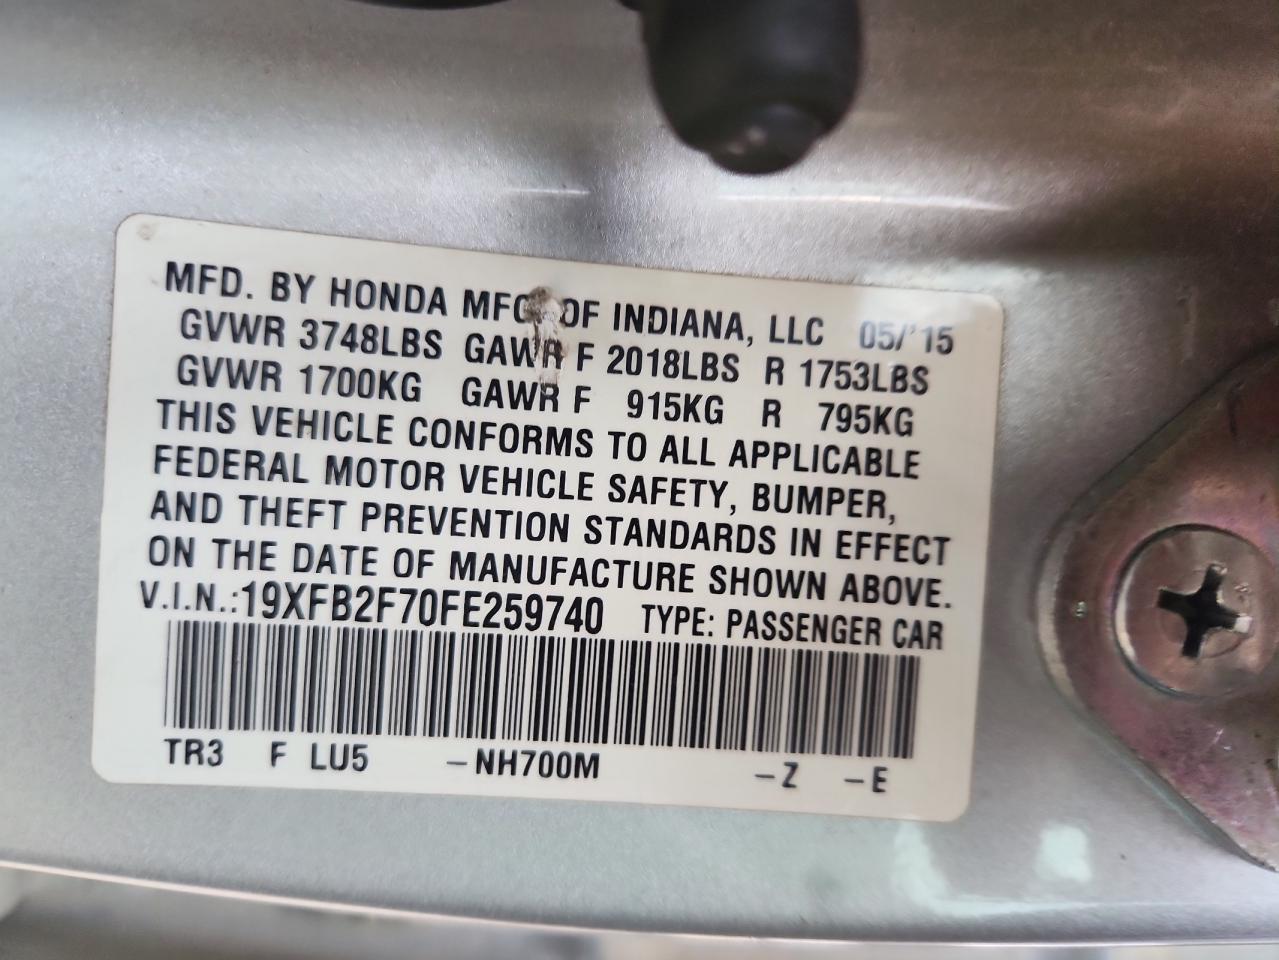 MFD. BY HONDA MFG. OF INDIANA, LLC 05/'15
GVWR 3748LBS GAWR F 2018LBS R 1753LBS
GVWR 1700KG GAWR F 915KG R 795KG
THIS VEHICLE CONFORMS TO ALL APPLICABLE
FEDERAL MOTOR VEHICLE SAFETY, BUMPER,
AND THEFT PREVENTION STANDARDS IN EFFECT
ON THE DATE OF MANUFACTURE SHOWN ABOVE.
V.I.N.:19XFB2F70FE259740 TYPE: PASSENGER CAR
TR3 F LU5 -NH700M -Z -E